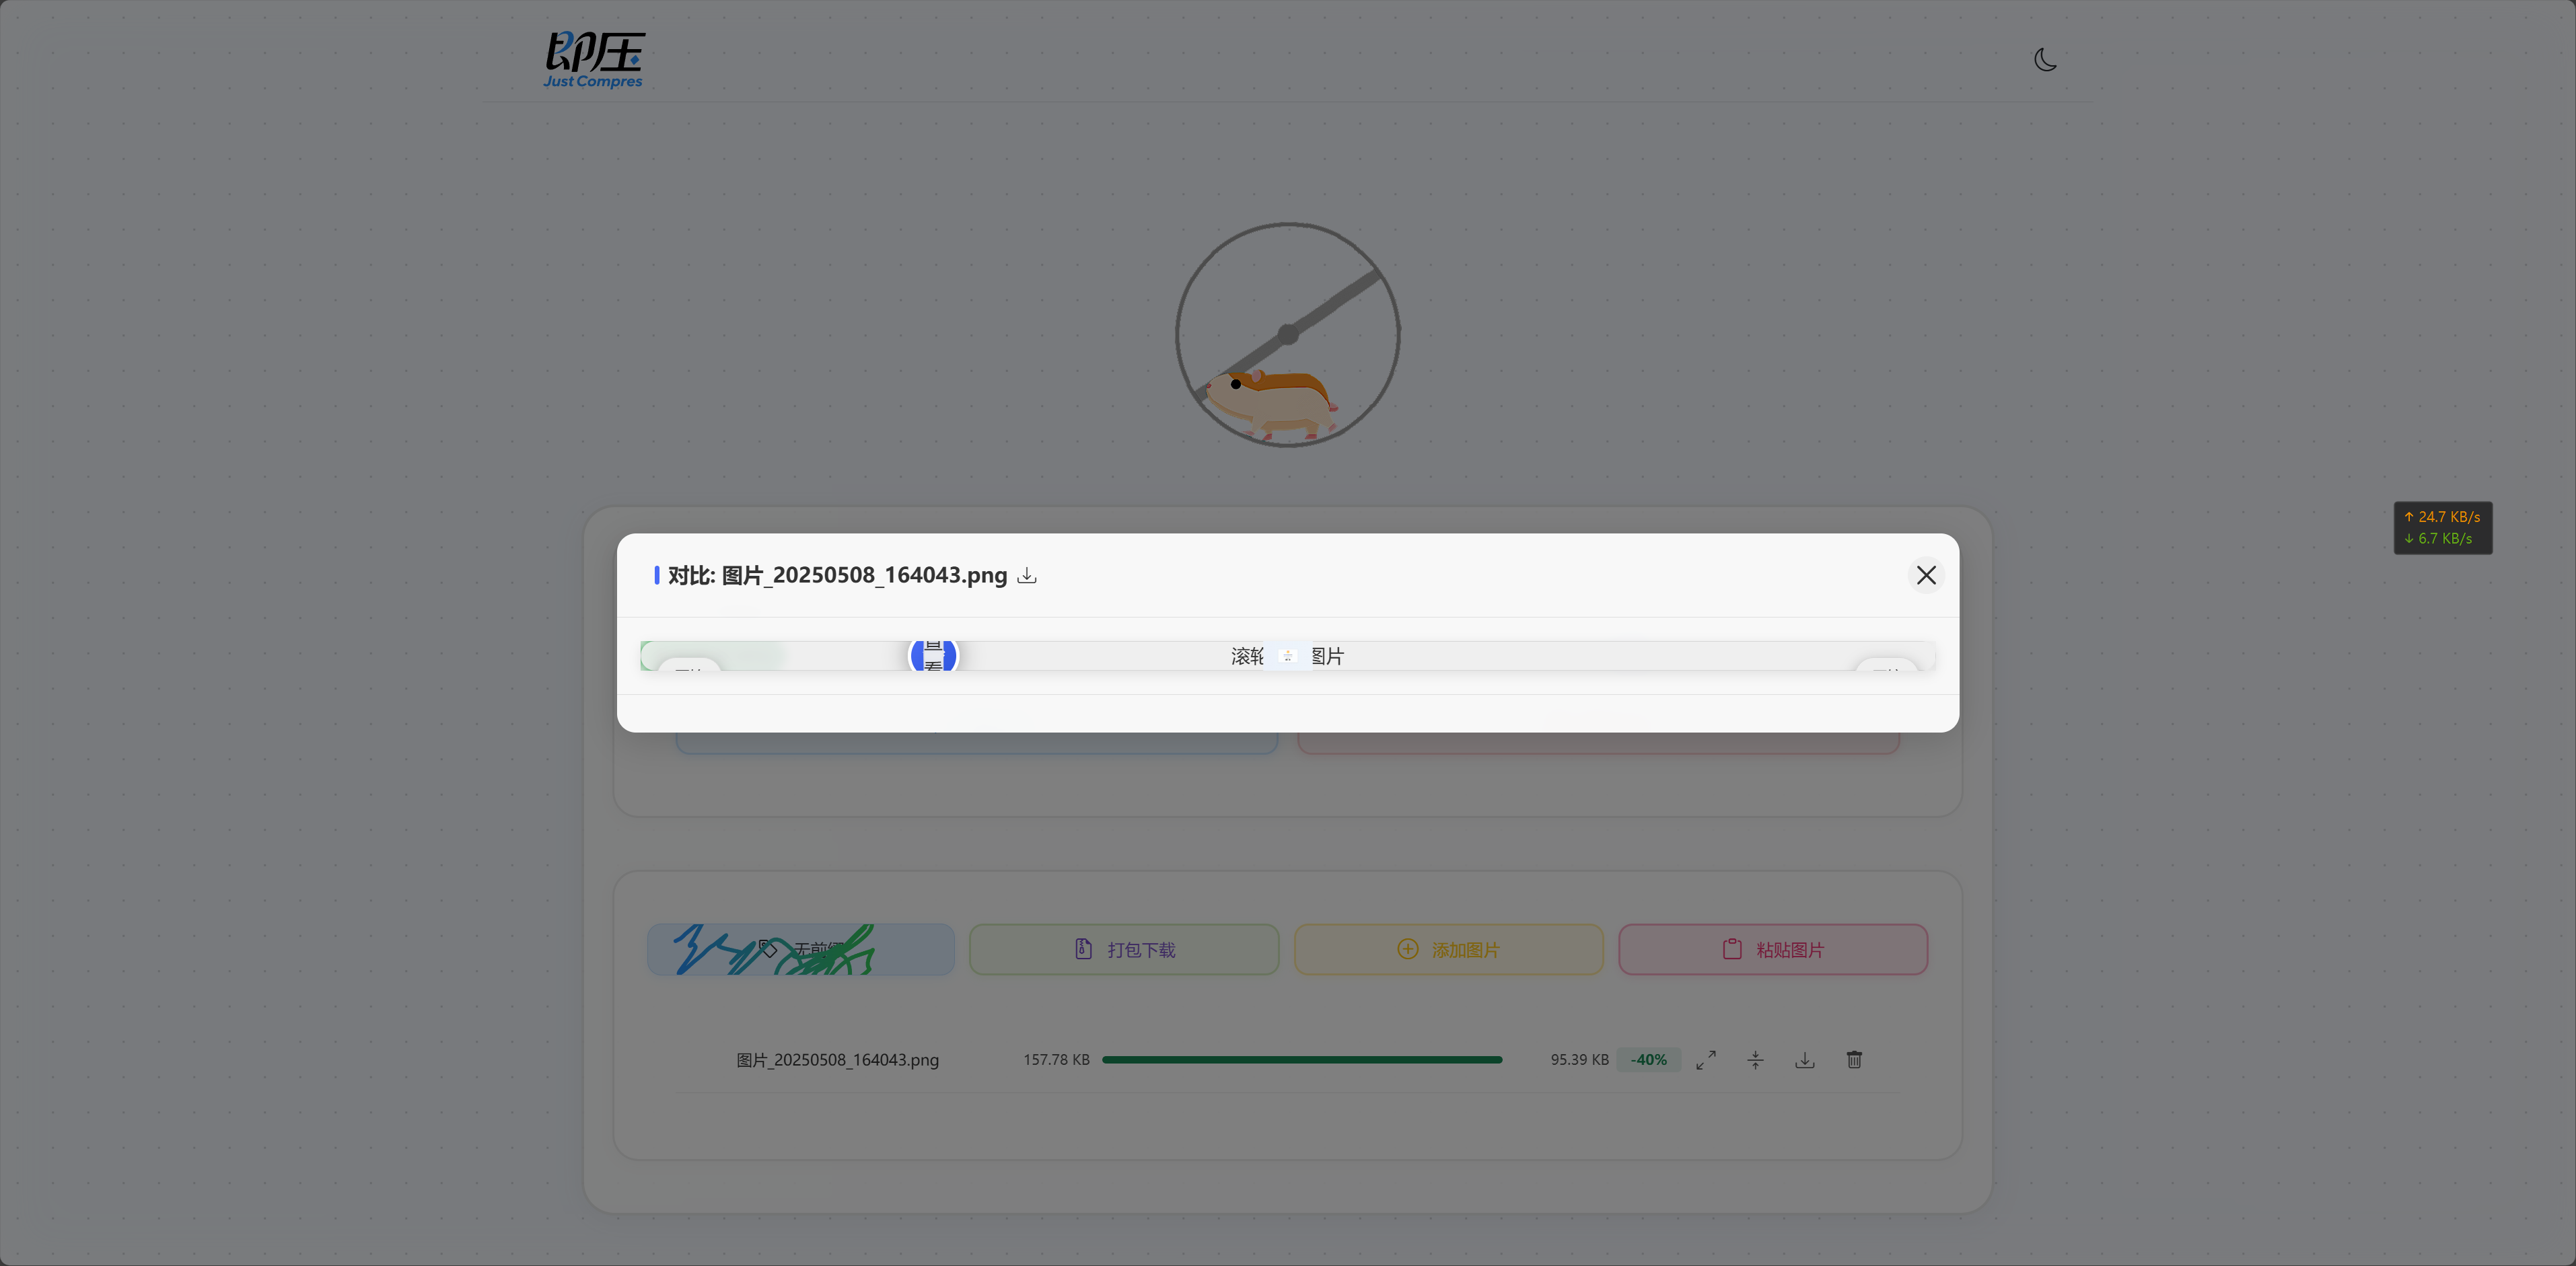 即压
Just Compres
↑ 24.7 KB/s
↓ 6.7 KB/s
对比: 图片_20250508_164043.png
查看
滚轮
图片
无前缀
打包下载
添加图片
粘贴图片
图片_20250508_164043.png
157.78 KB
95.39 KB
-40%